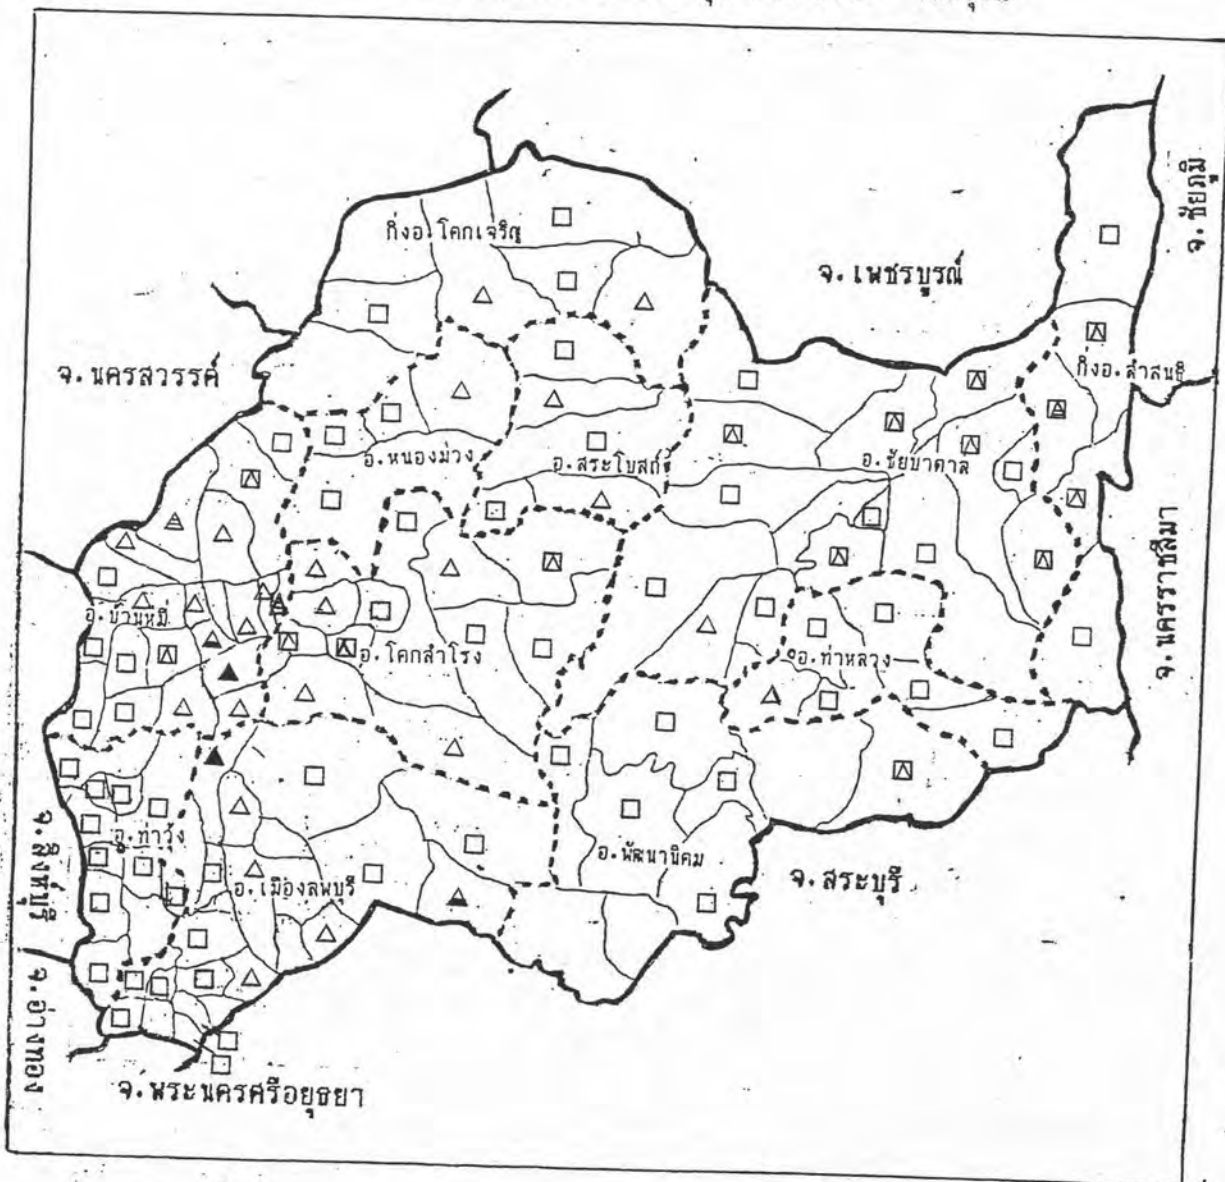 กิ่งอ.โคกเจริญ
จ.ชัยภูมิ
จ.เพชรบูรณ์
กิ่งอ.ลำสนธิ
จ.นครสวรรค์
อ.หนองม่วง
อ.สระโบสถ์
อ.ชัยบาดาล
จ.นครราชสีมา
อ.บ้านหมี่
อ.โคกสำโรง
อ.ท่าหลวง
อ.ท่าวุ้ง
อ.เมืองลพบุรี
อ.พัฒนานิคม
จ.สระบุรี
จ.สิงห์บุรี
จ.อ่างทอง
จ.พระนครศรีอยุธยา